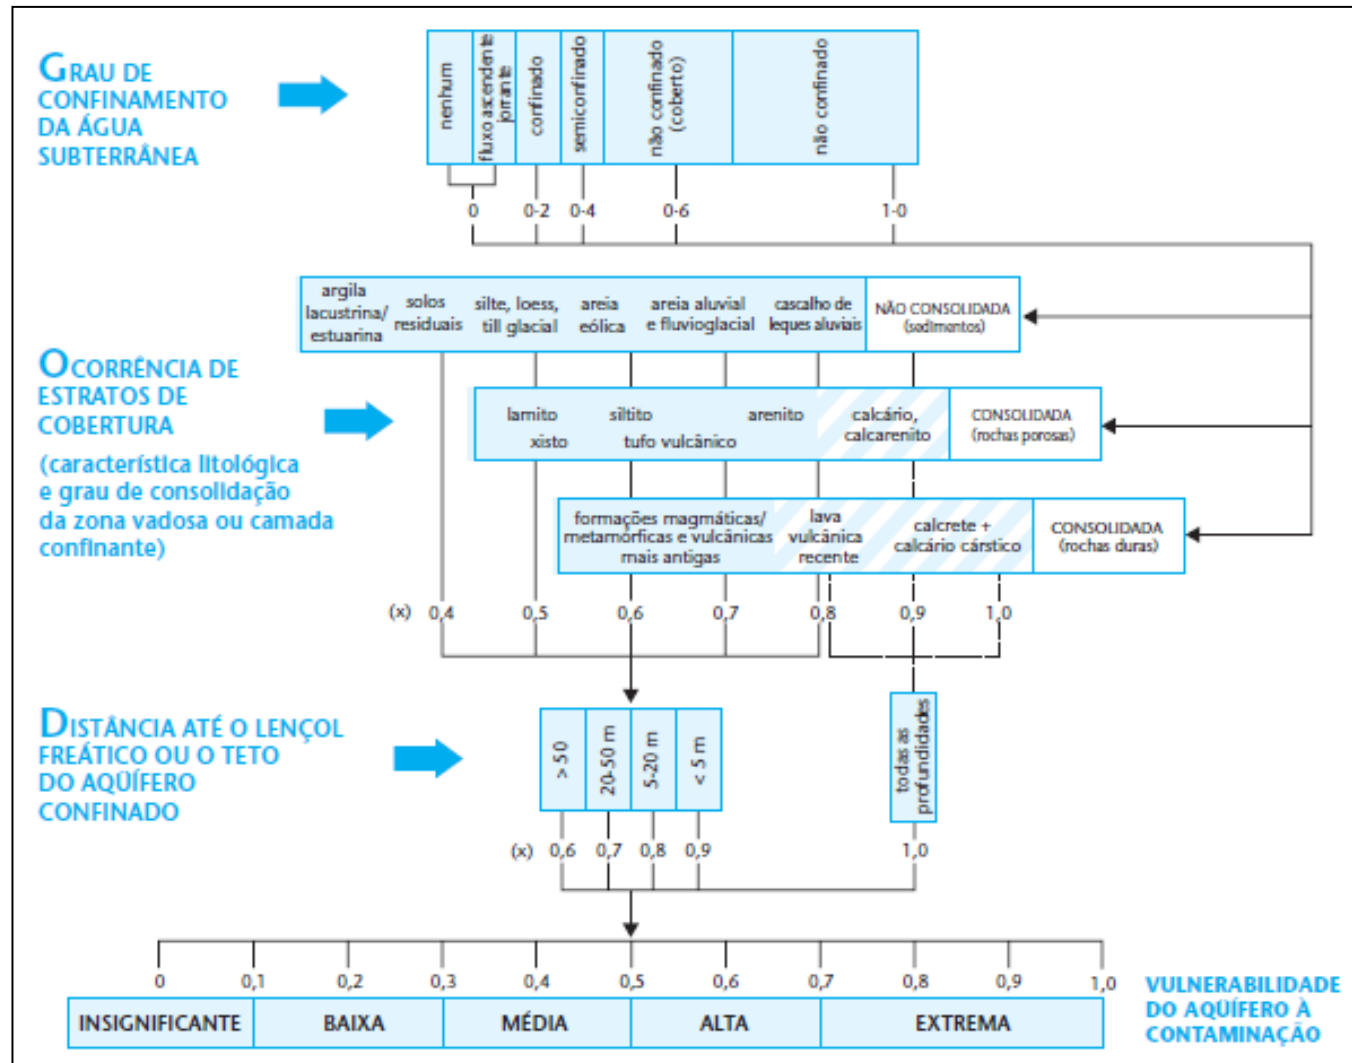 GRAU DE
CONFINAMENTO
DA ÁGUA
SUBTERRÂNEA
nenhum
fluxo ascendente
jorrante
confinado
semiconfinado
não confinado
(coberto)
não confinado
0
0-2
0-4
0-6
1-0
argila
lacustrina/
estuarina
solos
residuais
silte, loess,
till glacial
areia
eólica
areia aluvial
e fluvioglacial
cascalho de
leques aluviais
NÃO CONSOLIDADA
(sedimentos)
OCORRÊNCIA DE
ESTRATOS DE
COBERTURA
(característica litológica
e grau de consolidação
da zona vadosa ou camada
confinante)
lamito
xisto
siltito
tufo vulcânico
arenito
calcário,
calcarenito
CONSOLIDADA
(rochas porosas)
formações magmáticas/
metamórficas e vulcânicas
mais antigas
lava
vulcânica
recente
calcrete +
calcário cárstico
CONSOLIDADA
(rochas duras)
(x) 0,4 0,5 0,6 0,7 0,8 0,9 1,0
DISTÂNCIA ATÉ O LENÇOL
FREÁTICO OU O TETO
DO AQÜÍFERO
CONFINADO
> 50
20-50 m
5-20 m
< 5 m
todas as
profundidades
(x) 0,6 0,7 0,8 0,9 1,0
0 0,1 0,2 0,3 0,4 0,5 0,6 0,7 0,8 0,9 1,0
INSIGNIFICANTE BAIXA MÉDIA ALTA EXTREMA
VULNERABILIDADE
DO AQÜÍFERO À
CONTAMINAÇÃO